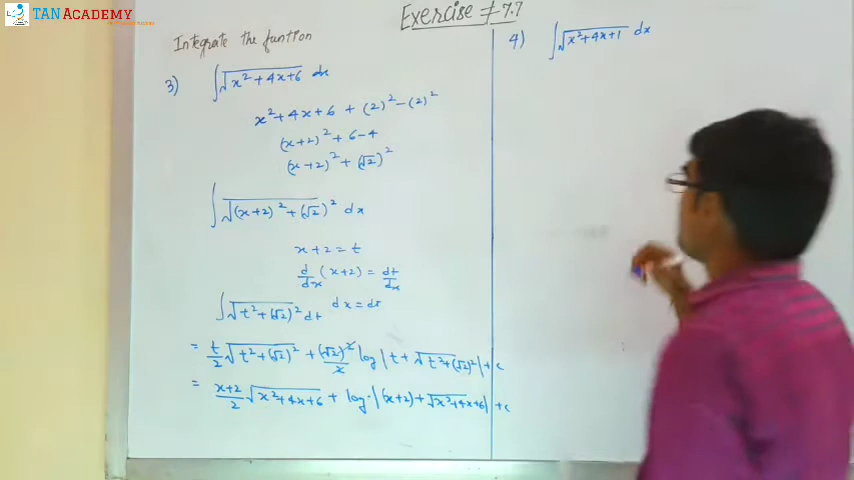 TAN ACADEMY
Exercise ≠ 7.7
Integrate the funtion
3) ∫√x²+4x+6 dx
x²+4x+6+(2)²-(2)²
(x+2)²+6-4
(x+2)²+(√2)²
∫√(x+2)²+(√2)² dx
x+2=t
d/dx (x+2) = dt/dx
dx=dt
∫√t²+(√2)² dt
= t/2 √t²+(√2)² + (√2)²/2 log|t+√t²+(√2)²|+c
= x+2/2 √x²+4x+6 + log|(x+2)+√x²+4x+6|+c
4) ∫√x²+4x+1 dx